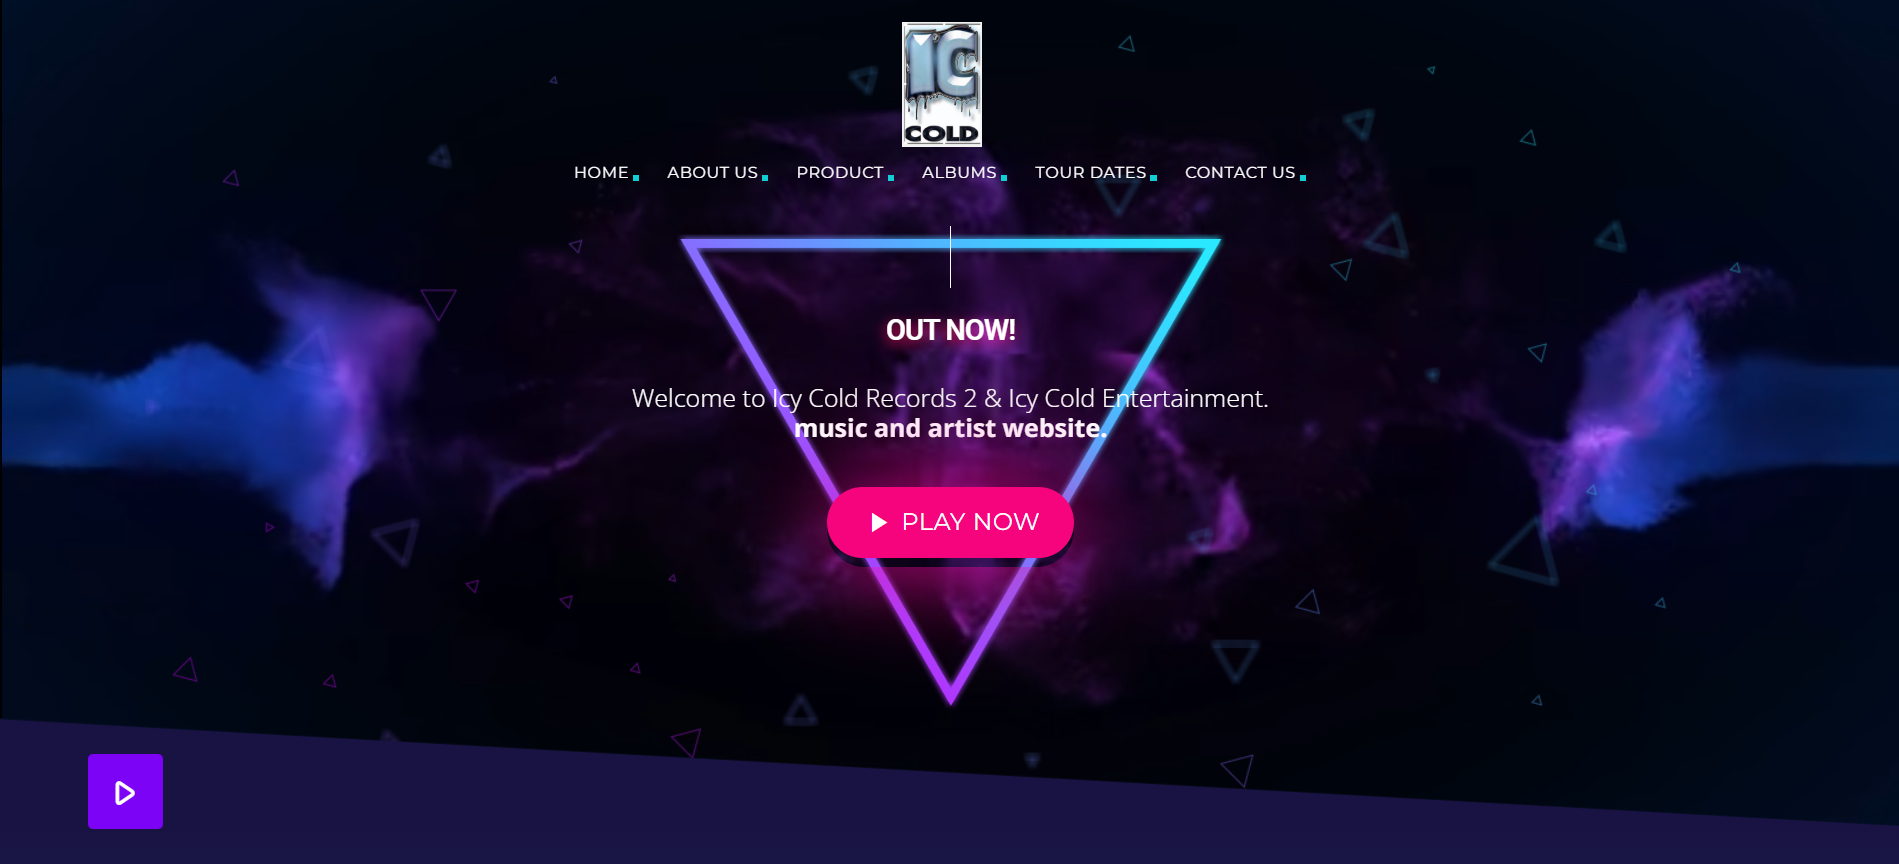 IC
COLD
HOME
ABOUT US
PRODUCT
ALBUMS
TOUR DATES
CONTACT US
OUT NOW!
Welcome to Icy Cold Records 2 & Icy Cold Entertainment.
music and artist website.
PLAY NOW